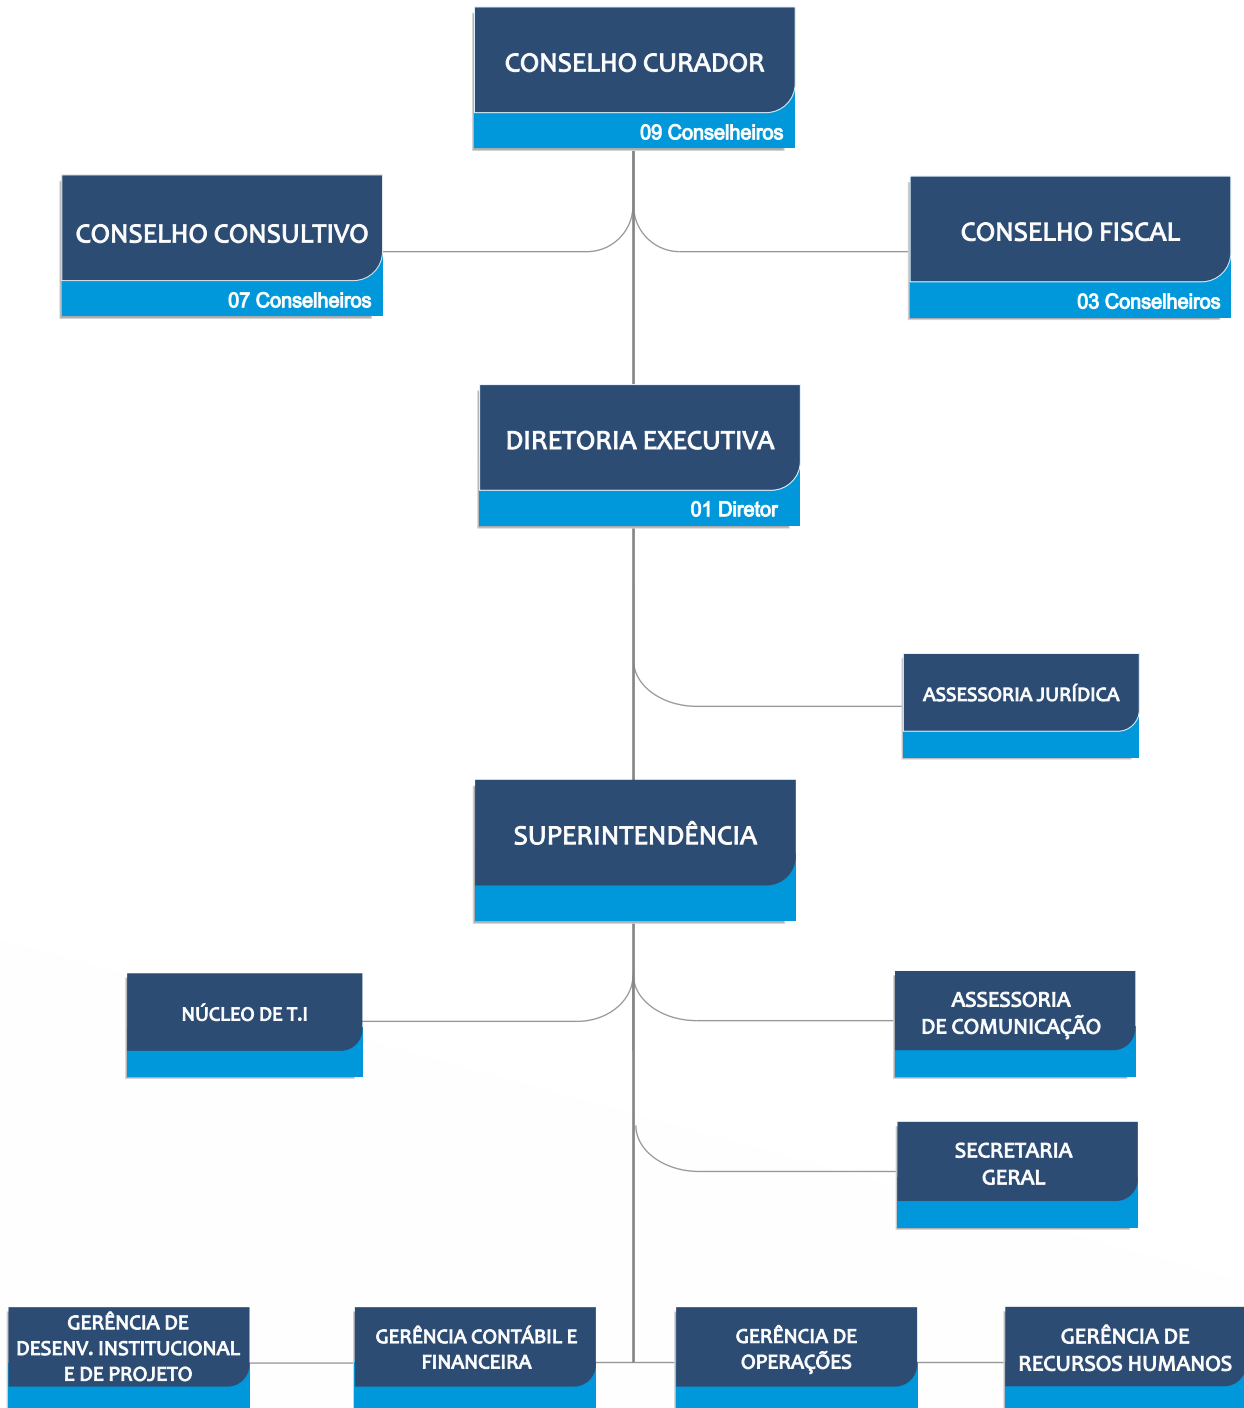 CONSELHO CURADOR
09 Conselheiros
CONSELHO CONSULTIVO
07 Conselheiros
CONSELHO FISCAL
03 Conselheiros
DIRETORIA EXECUTIVA
01 Diretor
ASSESSORIA JURÍDICA
SUPERINTENDÊNCIA
NÚCLEO DE T.I
ASSESSORIA
DE COMUNICAÇÃO
SECRETARIA
GERAL
GERÊNCIA DE
DESENV. INSTITUCIONAL
E DE PROJETO
GERÊNCIA CONTÁBIL E
FINANCEIRA
GERÊNCIA DE
OPERAÇÕES
GERÊNCIA DE
RECURSOS HUMANOS